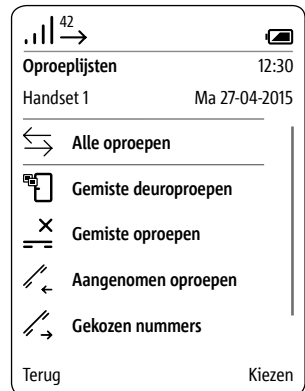 42
Oproeplijsten 12:30
Handset 1 Ma 27-04-2015
Alle oproepen
Gemiste deuroproepen
Gemiste oproepen
Aangenomen oproepen
Gekozen nummers
Terug Kiezen